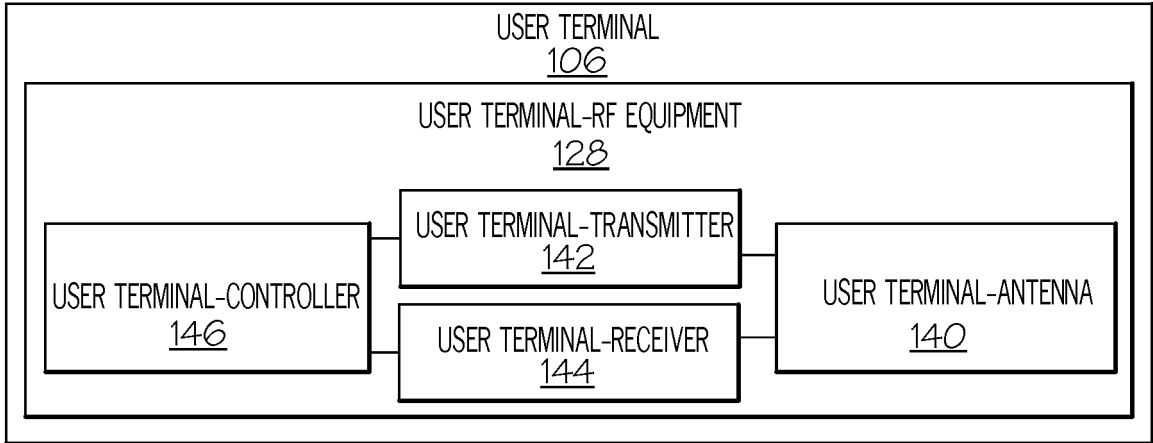 USER TERMINAL
106
USER TERMINAL-RF EQUIPMENT
128
USER TERMINAL-TRANSMITTER
142
USER TERMINAL-CONTROLLER
146
USER TERMINAL-RECEIVER
144
USER TERMINAL-ANTENNA
140